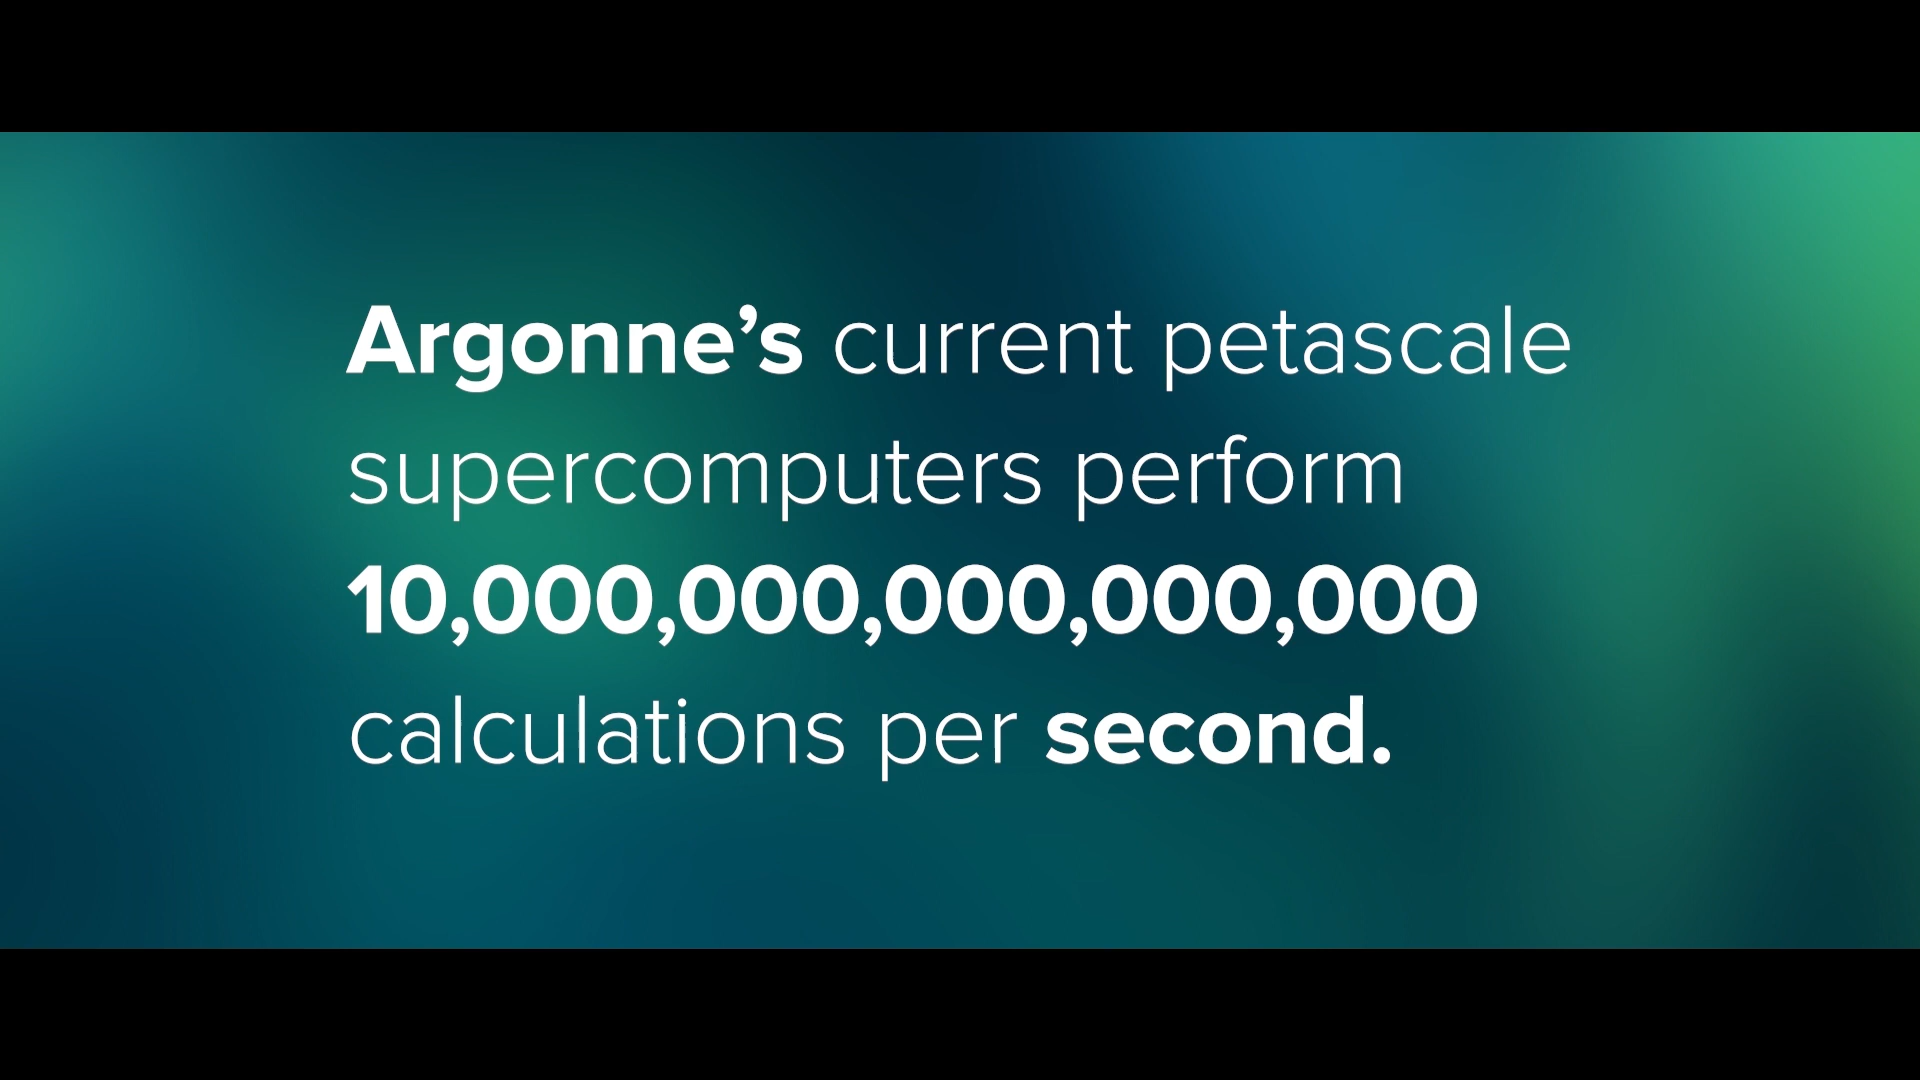 Argonne’s current petascale
supercomputers perform
10,000,000,000,000,000
calculations per second.